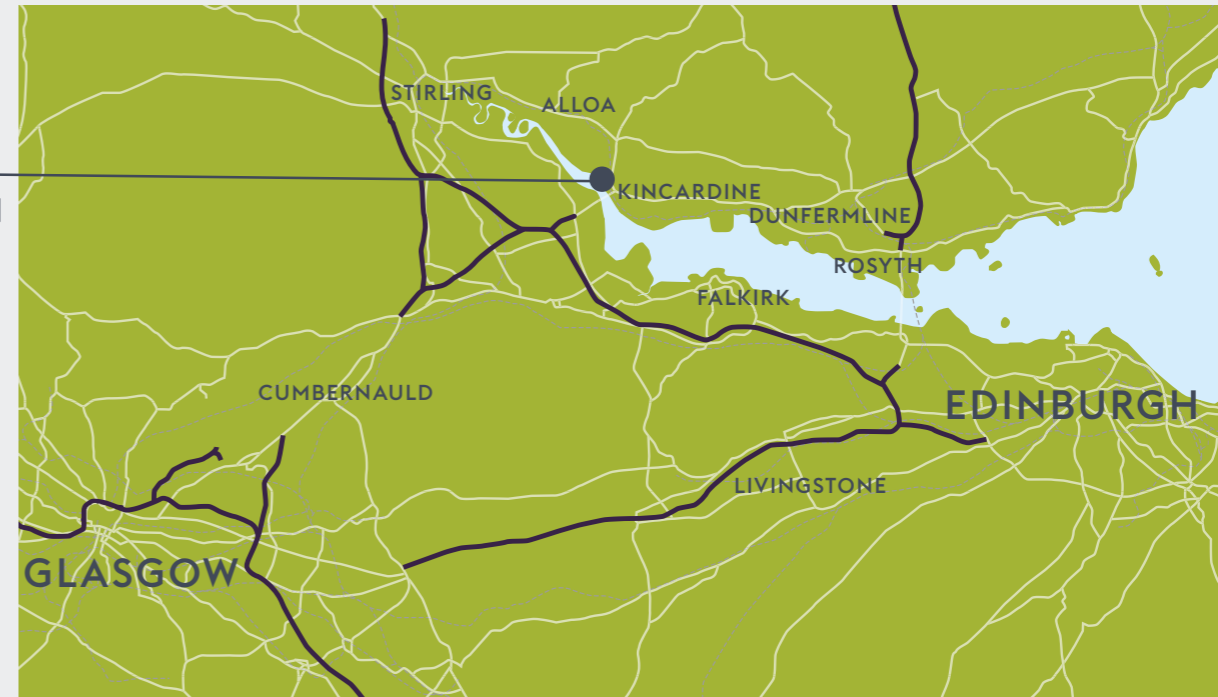 STIRLING
ALLOA
KINCARDINE
DUNFERMLINE
ROSYTH
FALKIRK
CUMBERNAULD
EDINBURGH
LIVINGSTONE
GLASGOW